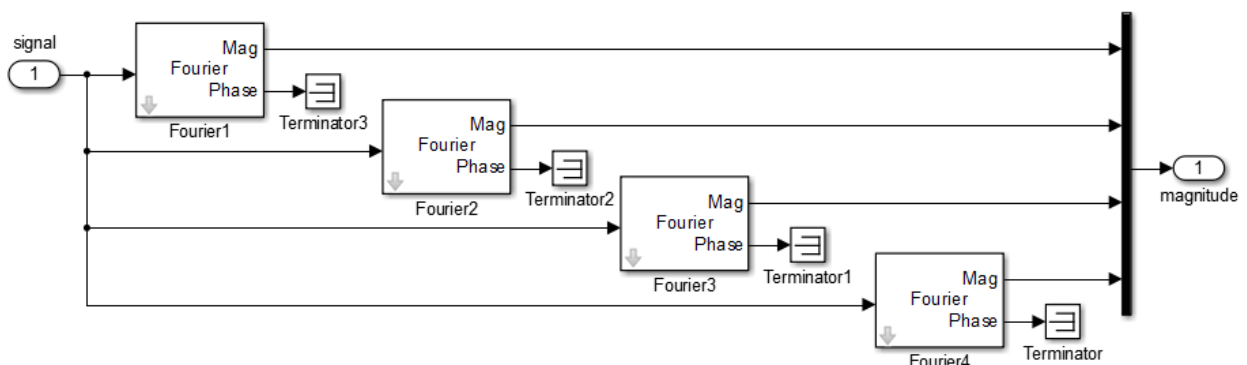 signal
1
Mag
Fourier
Phase
Fourier1
Terminator3
Mag
Fourier
Phase
Fourier2
Terminator2
Mag
Fourier
Phase
Fourier3
Terminator1
Mag
Fourier
Phase
Fourier4
Terminator
1
magnitude